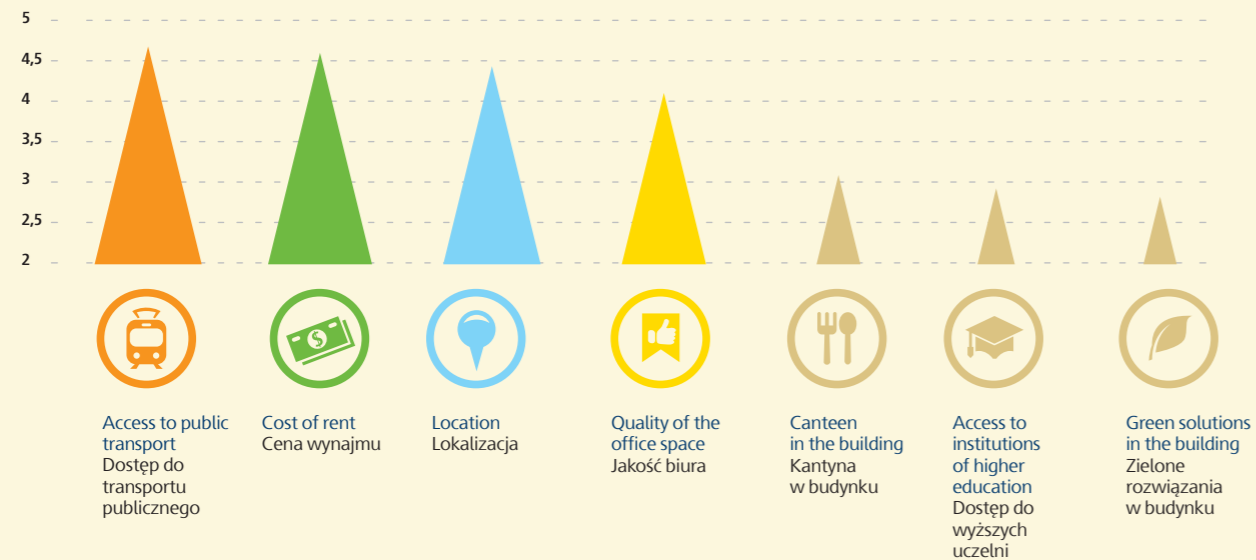 5
4,5
4
3,5
3
2,5
2
$
Access to public
transport
Dostęp do
transportu
publicznego
Cost of rent
Cena wynajmu
Location
Lokalizacja
Quality of the
office space
Jakość biura
Canteen
in the building
Kantyna
w budynku
Access to
institutions
of higher
education
Dostęp do
wyższych
uczelni
Green solutions
in the building
Zielone
rozwiązania
w budynku